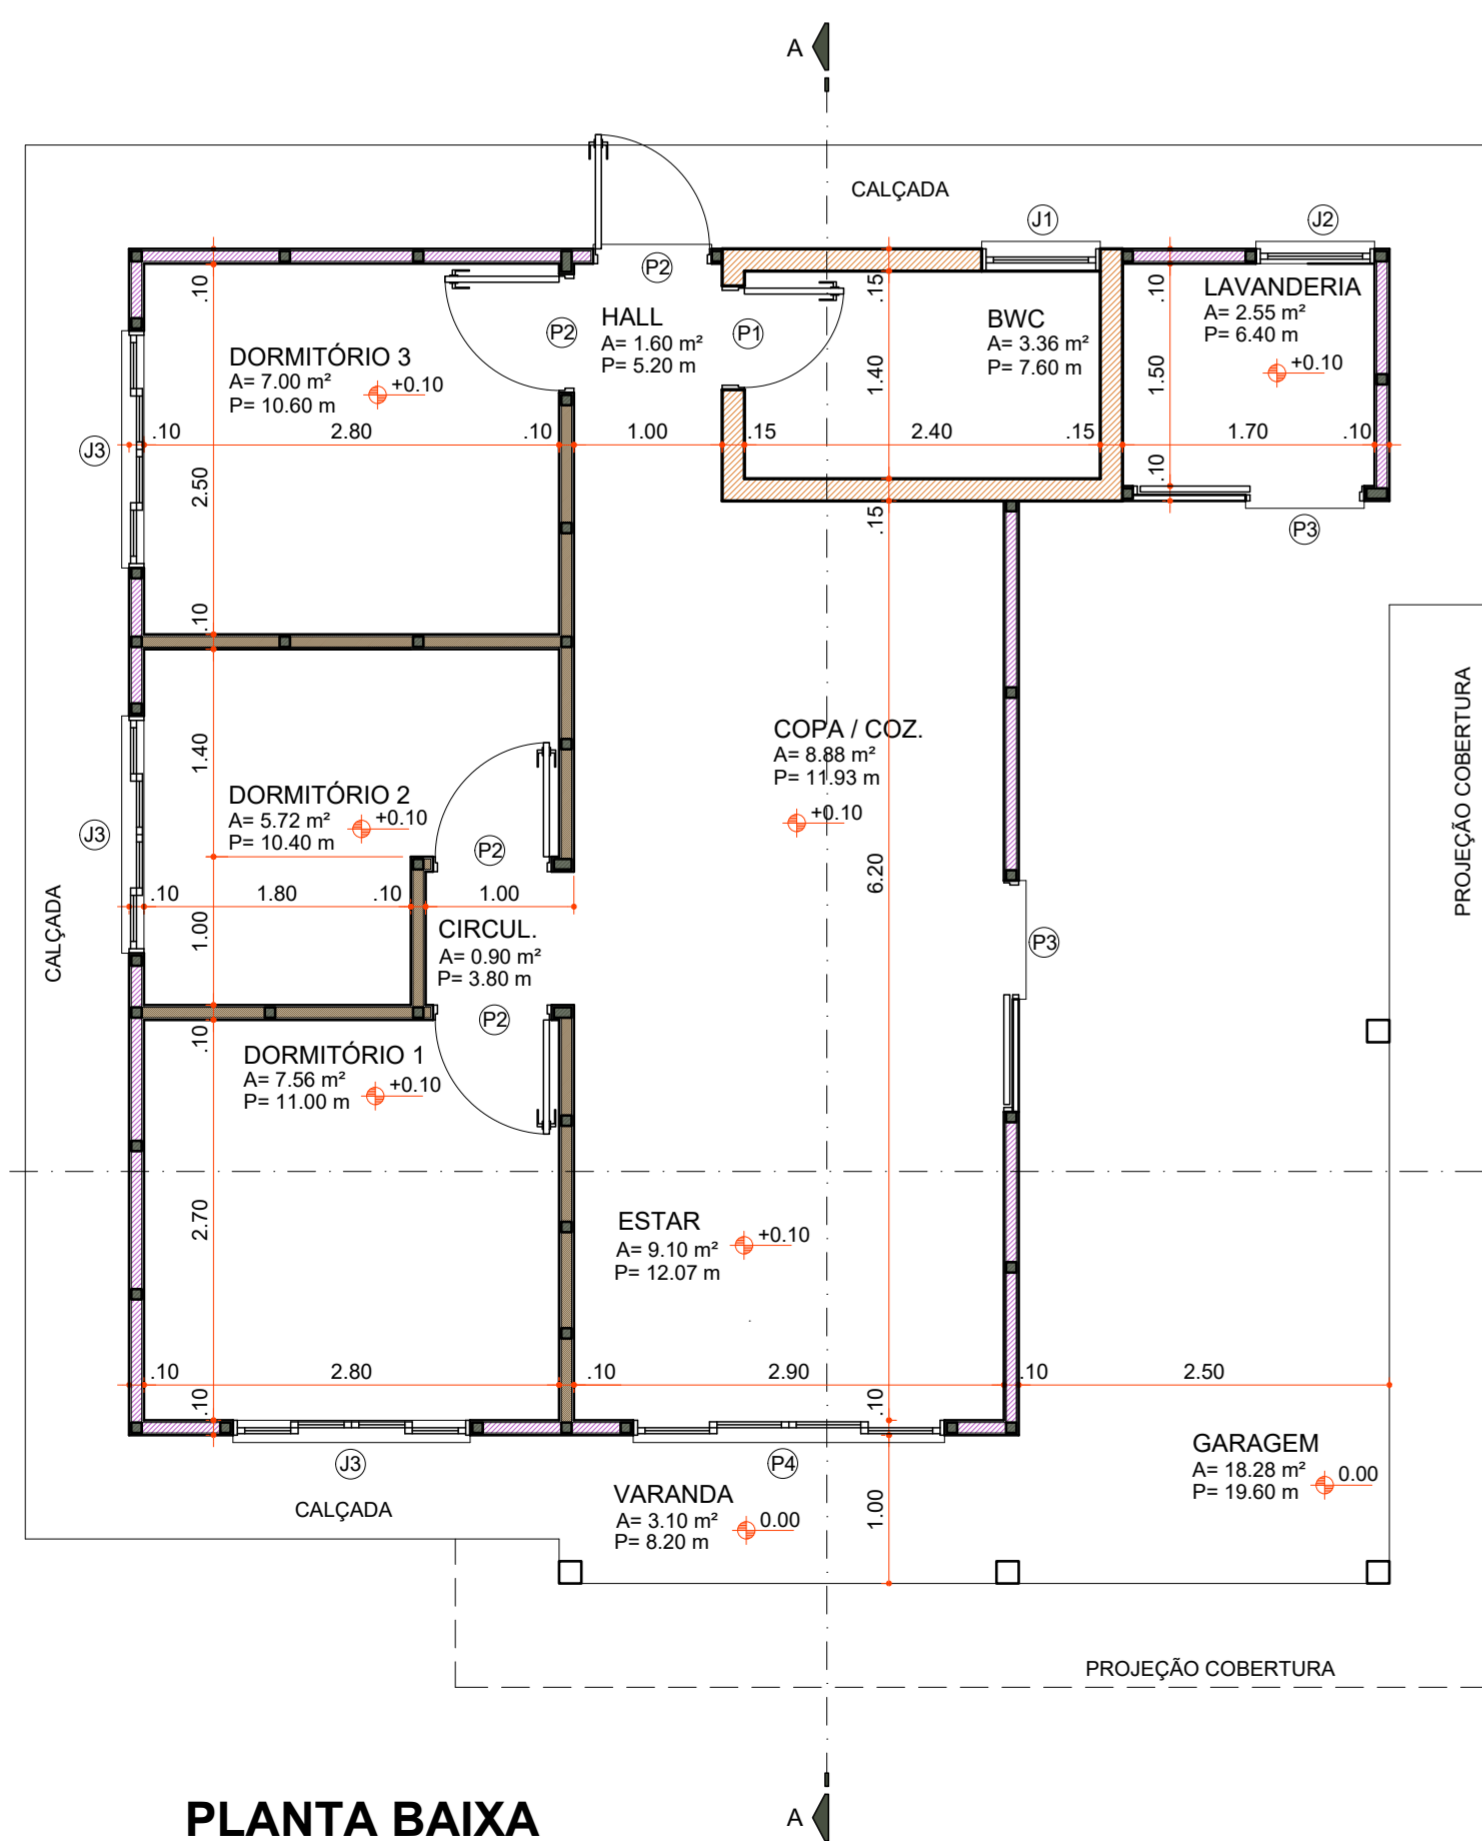 A
CALÇADA
J1
J2
P2
.10
.15
.10
LAVANDERIA
A= 2.55 m²
P= 6.40 m
+0.10
HALL
A= 1.60 m²
P= 5.20 m
P2
P1
BWC
A= 3.36 m²
P= 7.60 m
DORMITÓRIO 3
A= 7.00 m²
P= 10.60 m
+0.10
1.40
1.50
J3
.10
2.80
.10
1.00
.15
2.40
.15
1.70
.10
2.50
.10
.15
P3
.10
PROJEÇÃO COBERTURA
COPA / COZ.
A= 8.88 m²
P= 11.93 m
+0.10
1.40
DORMITÓRIO 2
A= 5.72 m²
P= 10.40 m
+0.10
J3
P2
6.20
.10
1.80
.10
1.00
CALÇADA
1.00
CIRCUL.
A= 0.90 m²
P= 3.80 m
P3
P2
.10
DORMITÓRIO 1
A= 7.56 m²
P= 11.00 m
+0.10
2.70
ESTAR
A= 9.10 m²
P= 12.07 m
+0.10
.10
2.80
.10
2.90
.10
2.50
.10
.10
J3
P4
GARAGEM
A= 18.28 m²
P= 19.60 m
0.00
CALÇADA
VARANDA
A= 3.10 m²
P= 8.20 m
0.00
1.00
PROJEÇÃO COBERTURA
A
PLANTA BAIXA